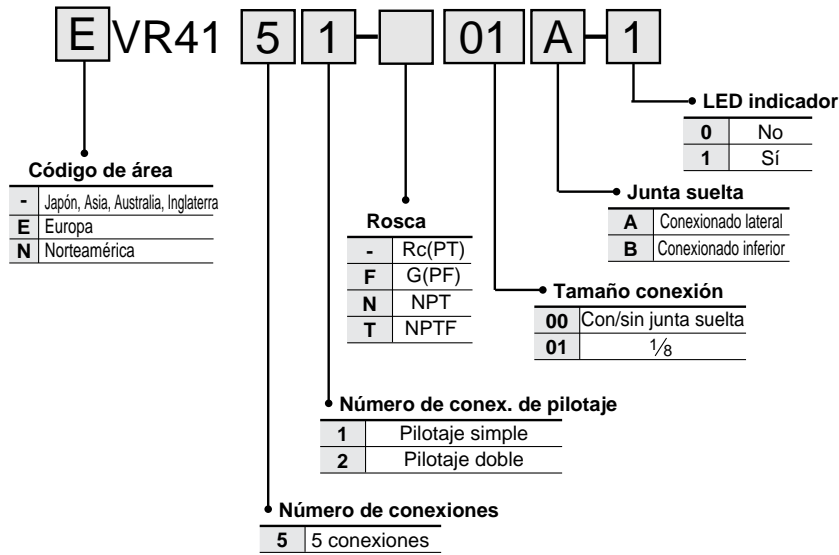 E VR41 5 1 - 01 A - 1
LED indicador
0 No
1 Sí
Código de área
- Japón, Asia, Australia, Inglaterra
E Europa
N Norteamérica
Junta suelta
A Conexionado lateral
B Conexionado inferior
Rosca
- Rc(PT)
F G(PF)
N NPT
T NPTF
Tamaño conexión
00 Con/sin junta suelta
01 1/8
Número de conex. de pilotaje
1 Pilotaje simple
2 Pilotaje doble
Número de conexiones
5 5 conexiones